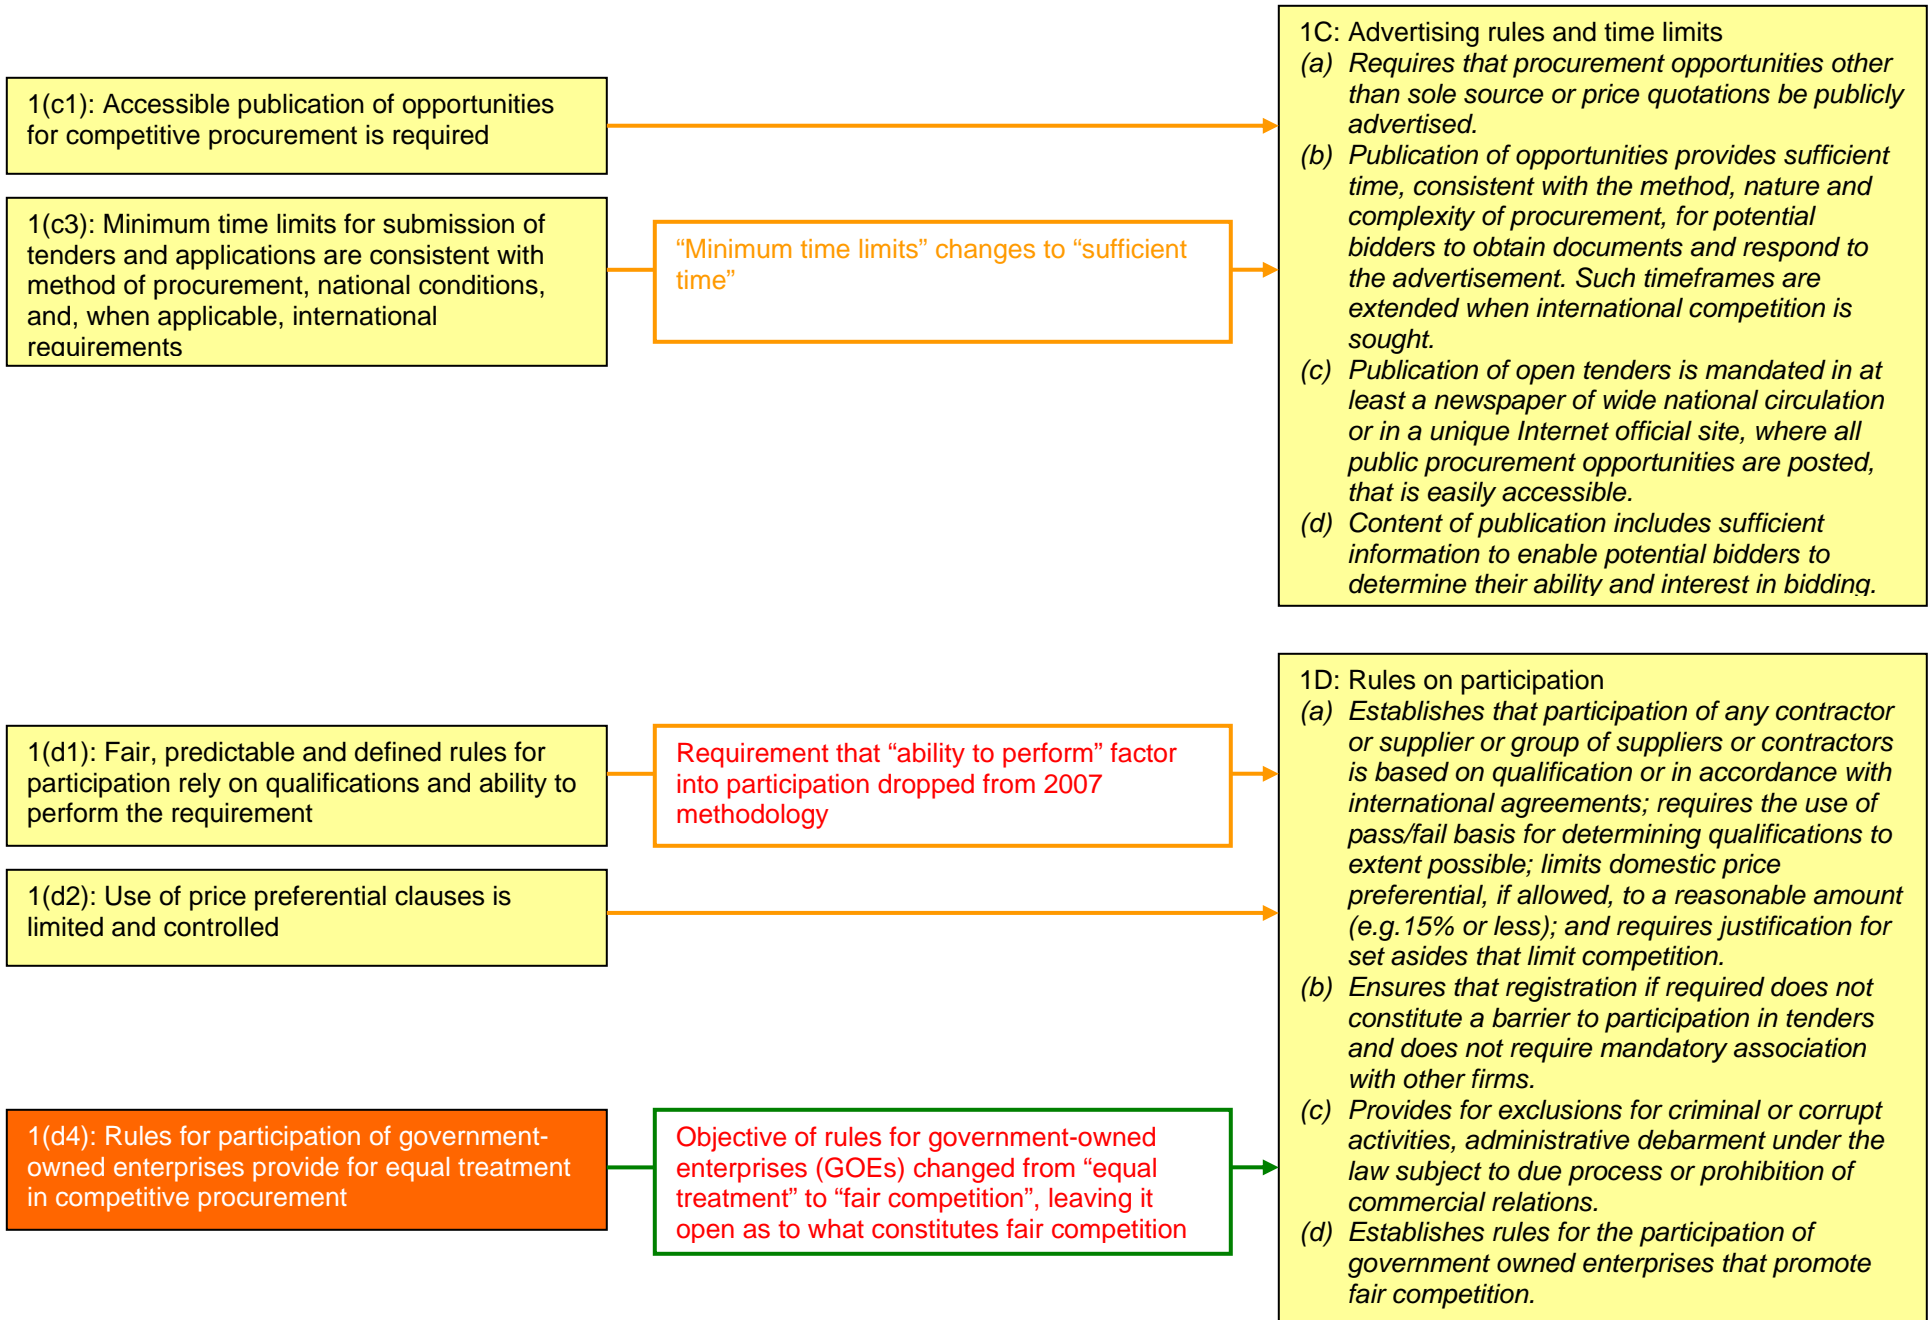 1(c1): Accessible publication of opportunities
for competitive procurement is required
1(c3): Minimum time limits for submission of
tenders and applications are consistent with
method of procurement, national conditions,
and, when applicable, international
requirements
“Minimum time limits” changes to “sufficient
time”
1C: Advertising rules and time limits
(a) Requires that procurement opportunities other
than sole source or price quotations be publicly
advertised.
(b) Publication of opportunities provides sufficient
time, consistent with the method, nature and
complexity of procurement, for potential
bidders to obtain documents and respond to
the advertisement. Such timeframes are
extended when international competition is
sought.
(c) Publication of open tenders is mandated in at
least a newspaper of wide national circulation
or in a unique Internet official site, where all
public procurement opportunities are posted,
that is easily accessible.
(d) Content of publication includes sufficient
information to enable potential bidders to
determine their ability and interest in bidding.
1(d1): Fair, predictable and defined rules for
participation rely on qualifications and ability to
perform the requirement
Requirement that “ability to perform” factor
into participation dropped from 2007
methodology
1(d2): Use of price preferential clauses is
limited and controlled
1(d4): Rules for participation of government-
owned enterprises provide for equal treatment
in competitive procurement
Objective of rules for government-owned
enterprises (GOEs) changed from “equal
treatment” to “fair competition”, leaving it
open as to what constitutes fair competition
1D: Rules on participation
(a) Establishes that participation of any contractor
or supplier or group of suppliers or contractors
is based on qualification or in accordance with
international agreements; requires the use of
pass/fail basis for determining qualifications to
extent possible; limits domestic price
preferential, if allowed, to a reasonable amount
(e.g.15% or less); and requires justification for
set asides that limit competition.
(b) Ensures that registration if required does not
constitute a barrier to participation in tenders
and does not require mandatory association
with other firms.
(c) Provides for exclusions for criminal or corrupt
activities, administrative debarment under the
law subject to due process or prohibition of
commercial relations.
(d) Establishes rules for the participation of
government owned enterprises that promote
fair competition.